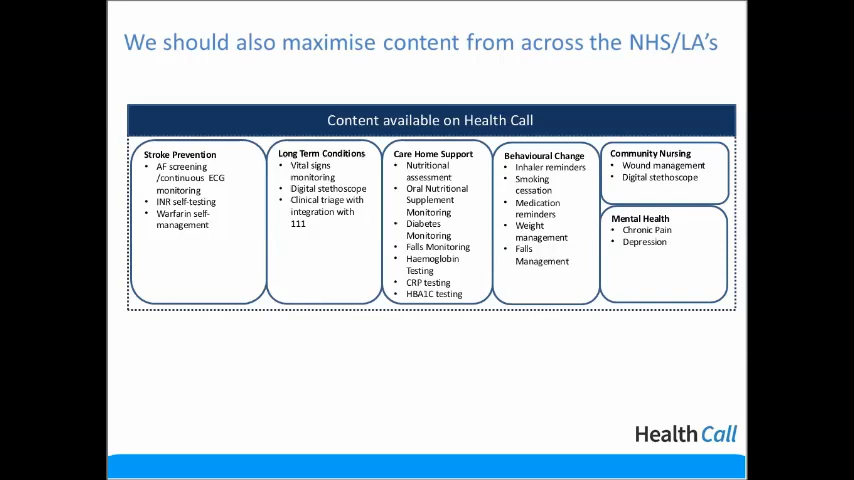 We should also maximise content from across the NHS/LA's
Content available on Health Call
Stroke Prevention
• AF screening
/continuous ECG
monitoring
• INR self-testing
• Warfarin self-
management
Long Term Conditions
• Vital signs
monitoring
• Digital stethoscope
• Clinical triage with
integration with
111
Care Home Support
• Nutritional
assessment
• Oral Nutritional
Supplement
Monitoring
• Diabetes
Monitoring
• Falls Monitoring
• Haemoglobin
Testing
• CRP testing
• HBA1C testing
Behavioural Change
• Inhaler reminders
• Smoking
cessation
• Medication
reminders
• Weight
management
• Falls
Management
Community Nursing
• Wound management
• Digital stethoscope
Mental Health
• Chronic Pain
• Depression
Health Call